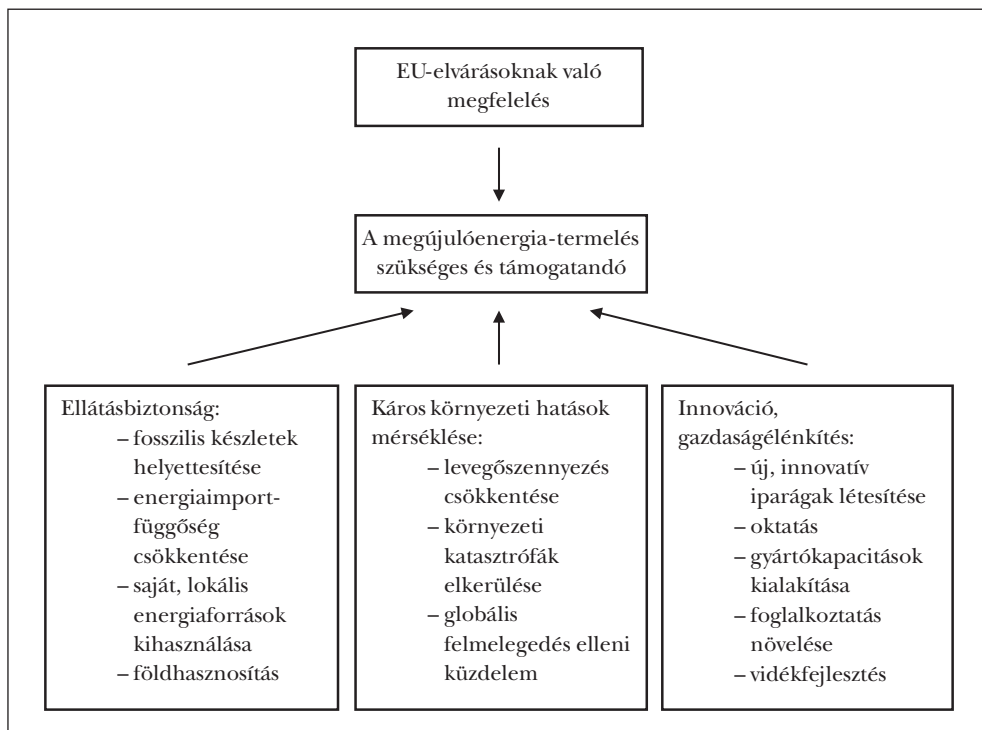 EU-elvárásoknak való
megfelelés
A megújulóenergia-termelés
szükséges és támogatandó
Ellátásbiztonság:
– fosszilis készletek
helyettesítése
– energiaimport-
függőség
csökkentése
– saját, lokális
energiaforrások
kihasználása
– földhasznosítás
Káros környezeti hatások
mérséklése:
– levegőszennyezés
csökkentése
– környezeti
katasztrófák
elkerülése
– globális
felmelegedés elleni
küzdelem
Innováció,
gazdaságélénkítés:
– új, innovatív
iparágak létesítése
– oktatás
– gyártókapacitások
kialakítása
– foglalkoztatás
növelése
– vidékfejlesztés